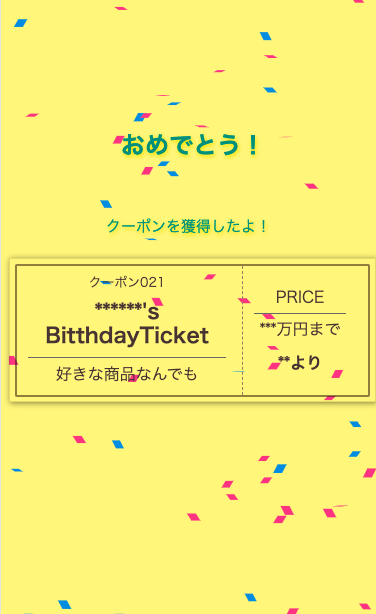 おめでとう！
クーポンを獲得したよ！
クーポン021
******'s
BitthdayTicket
好きな商品なんでも
PRICE
***万円まで
**より